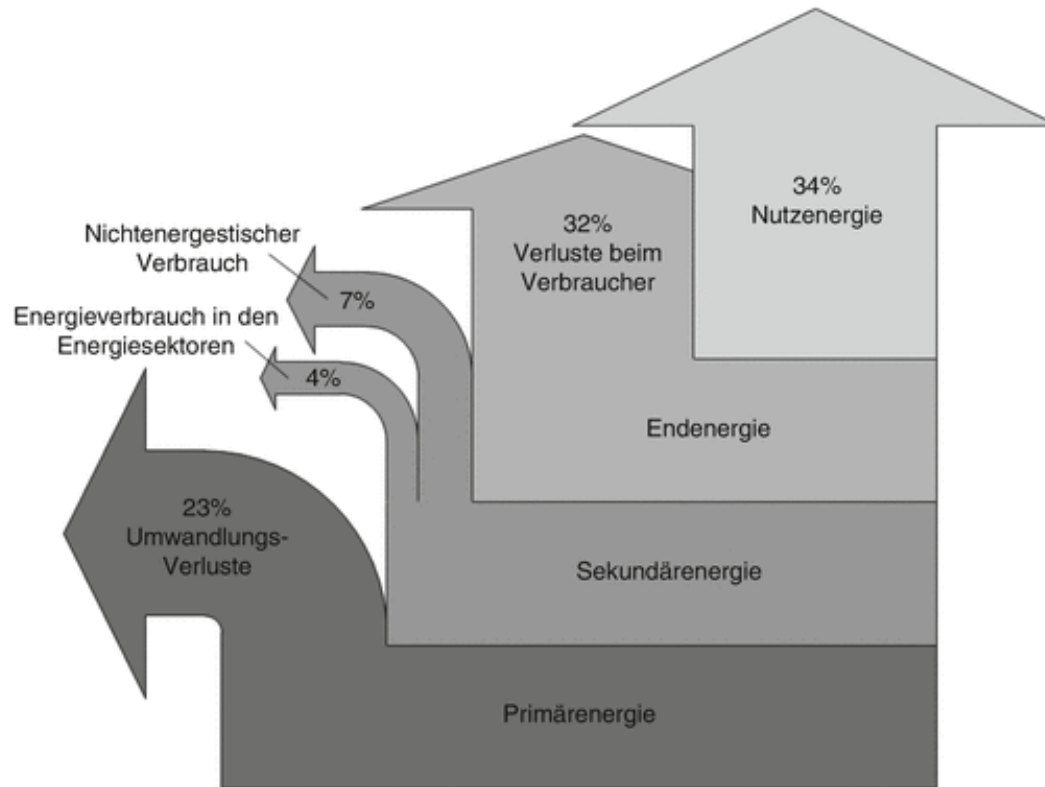 34%
Nutzenergie
32%
Verluste beim
Verbraucher
Nichtenergestischer
Verbrauch
7%
Energieverbrauch in den
Energiesektoren
4%
Endenergie
23%
Umwandlungs-
Verluste
Sekundärenergie
Primärenergie